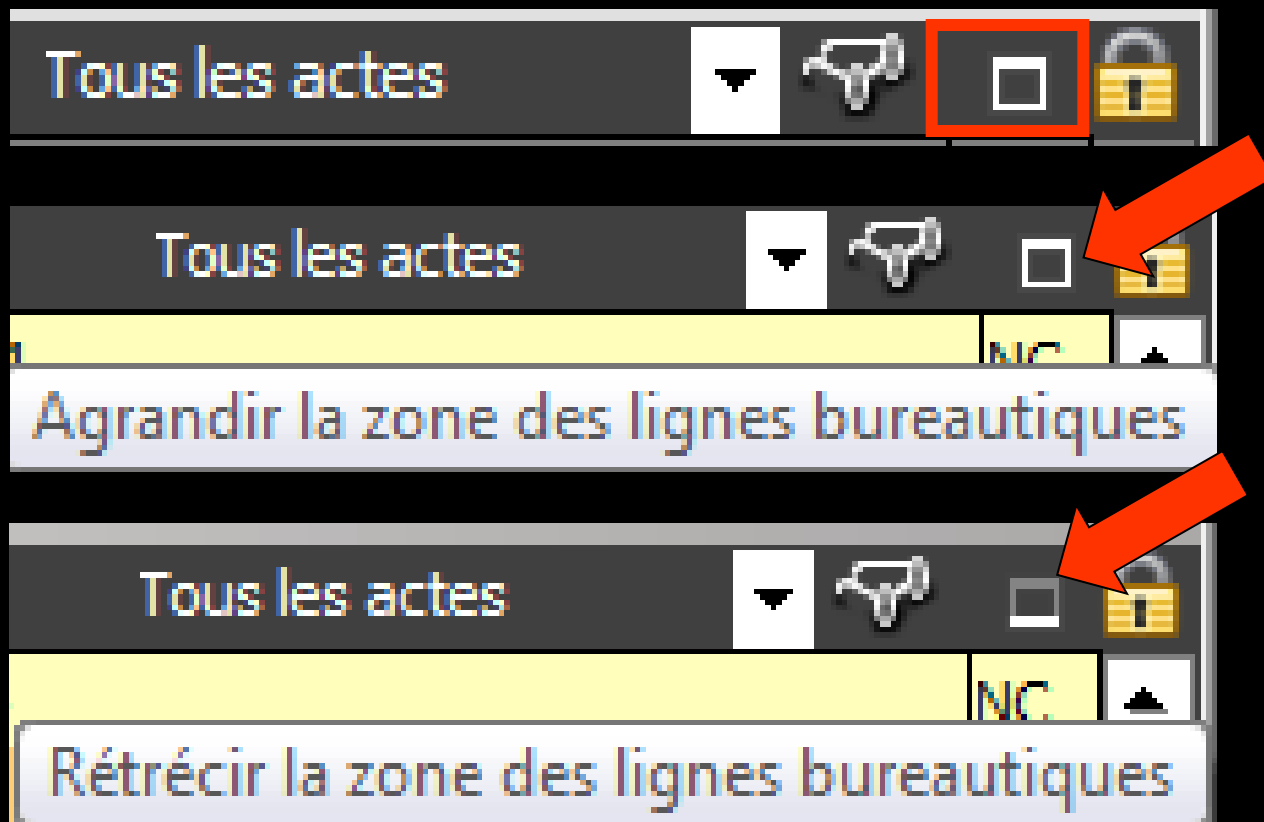 Tous les actes
Tous les actes
NC
Agrandir la zone des lignes bureautiques
Tous les actes
NC
Rétrécir la zone des lignes bureautiques